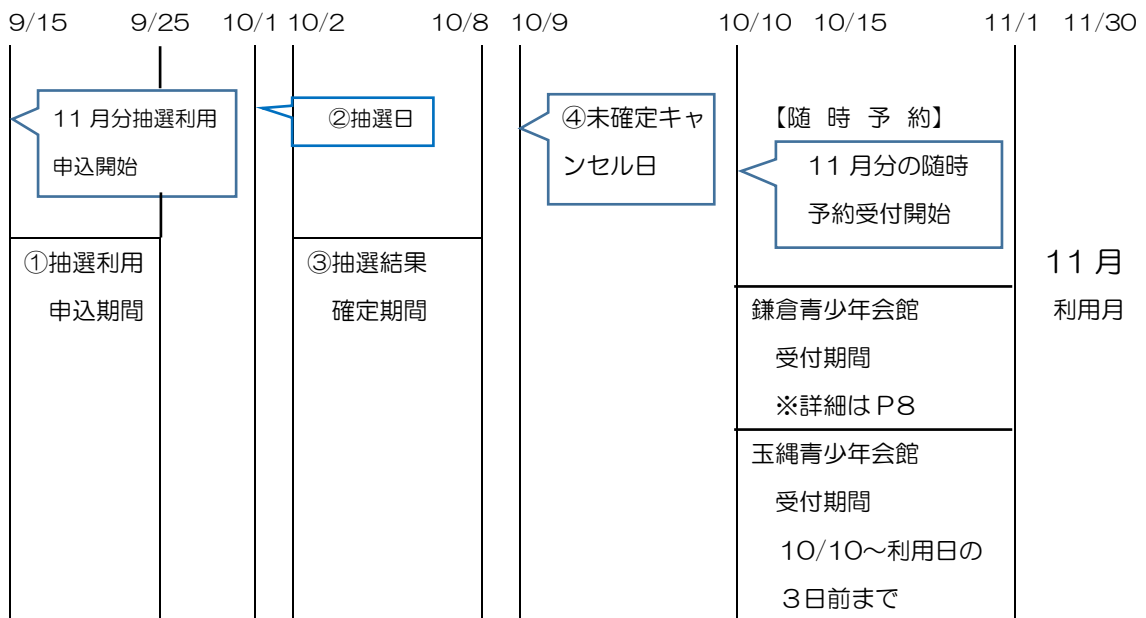 9/15 9/25 10/1 10/2 10/8 10/9 10/10 10/15 11/1 11/30
11月分抽選利用
申込開始
②抽選日
④未確定キャ
ンセル日
【随 時 予 約】
11月分の随時
予約受付開始
①抽選利用
申込期間
③抽選結果
確定期間
11月
利用月
鎌倉青少年会館
受付期間
※詳細はP8
玉縄青少年会館
受付期間
10/10～利用日の
3日前まで